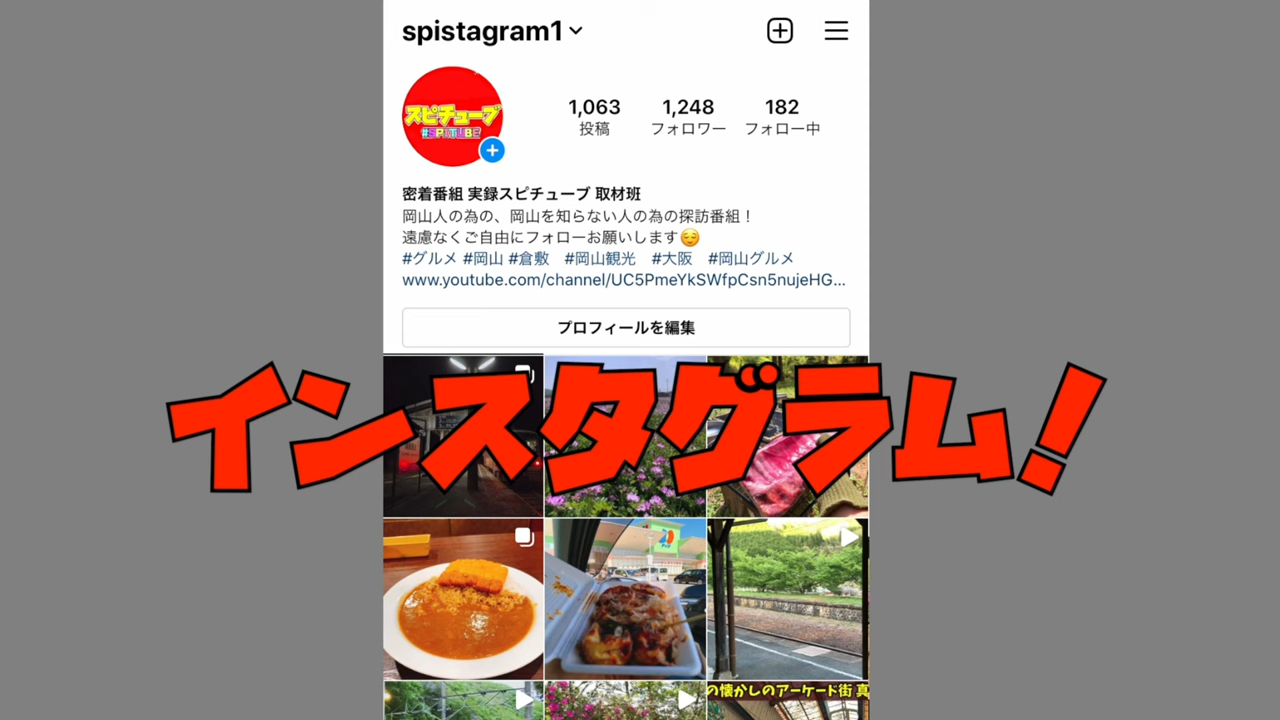 spistagram1
スピチューブ
#SPITUBE
1,063
投稿
1,248
フォロワー
182
フォロー中
密着番組 実録スピチューブ 取材班
岡山人の為の、岡山を知らない人の為の探訪番組！
遠慮なくご自由にフォローお願いします😌
#グルメ #岡山 #倉敷　#岡山観光　#大阪　#岡山グルメ
www.youtube.com/channel/UC5PmeYkSWfpCsn5nujeHG...
プロフィールを編集
インスタグラム！
の懐かしのアーケード街 真